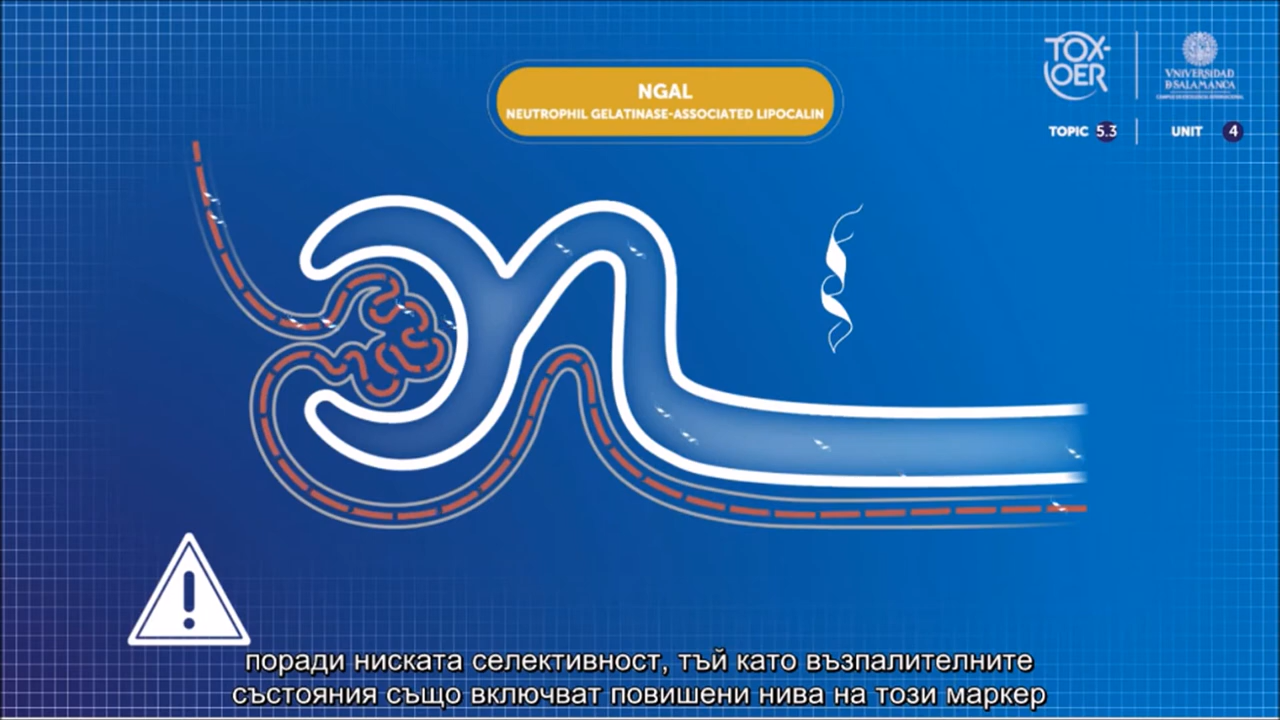 NGAL
NEUTROPHIL GELATINASE-ASSOCIATED LIPOCALIN
TOX-
OER
VNIVERSIDAD
D SALAMANCA
TOPIC 5.3
UNIT 4
поради ниската селективност, тъй като възпалителните
състояния също включват повишени нива на този маркер